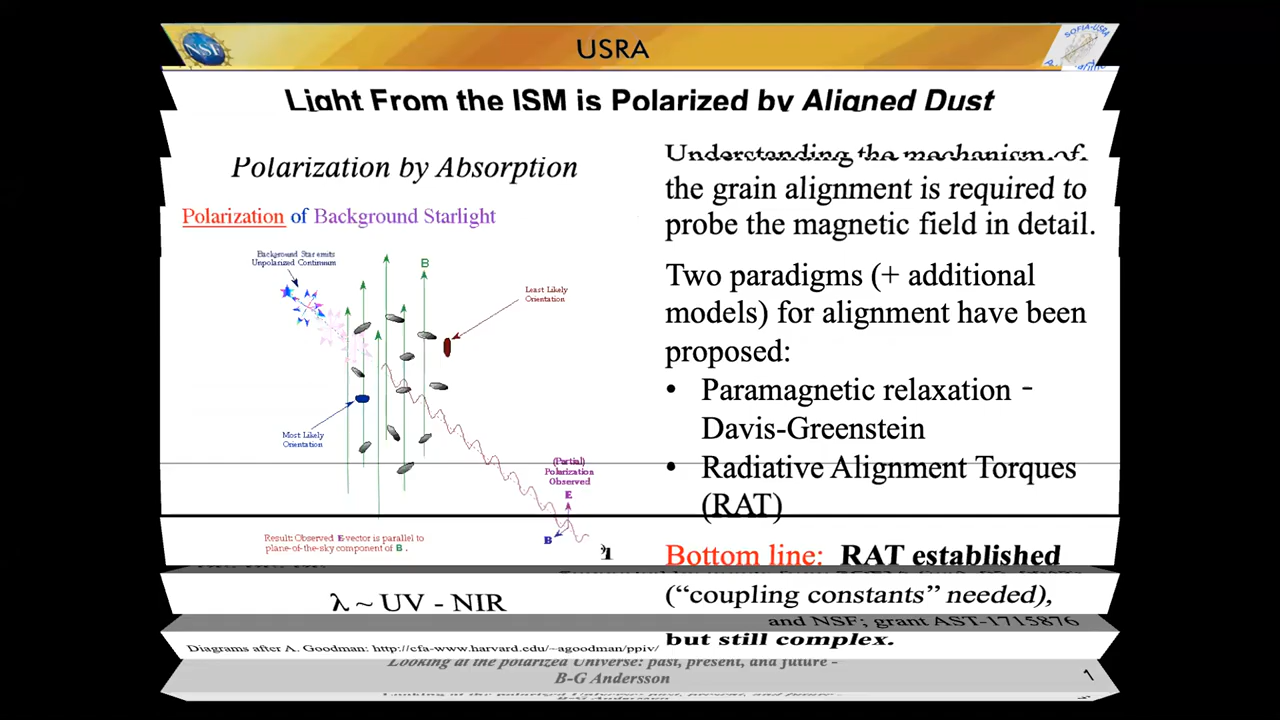 NSF
USRA
SOFIA-USRA
Light From the ISM is Polarized by Aligned Dust
Polarization by Absorption
Polarization of Background Starlight
Background Star emits
Unpolarized Continuum
B
Least Likely
Orientation
Most Likely
Orientation
(Partial)
Polarization
Observed
E
B
Result: Observed E-vector is parallel to
plane-of-the-sky component of B .
λ ~ UV - NIR
Diagrams after A. Goodman: http://cfa-www.harvard.edu/~agoodman/ppiv/
Understanding the mechanism of
the grain alignment is required to
probe the magnetic field in detail.
Two paradigms (+ additional
models) for alignment have been
proposed:
• Paramagnetic relaxation -
Davis-Greenstein
• Radiative Alignment Torques
(RAT)
Bottom line: RAT established
(“coupling constants” needed),
and NSF; grant AST-1715876
but still complex.
Looking at the polarized Universe: past, present, and future -
B-G Andersson
1